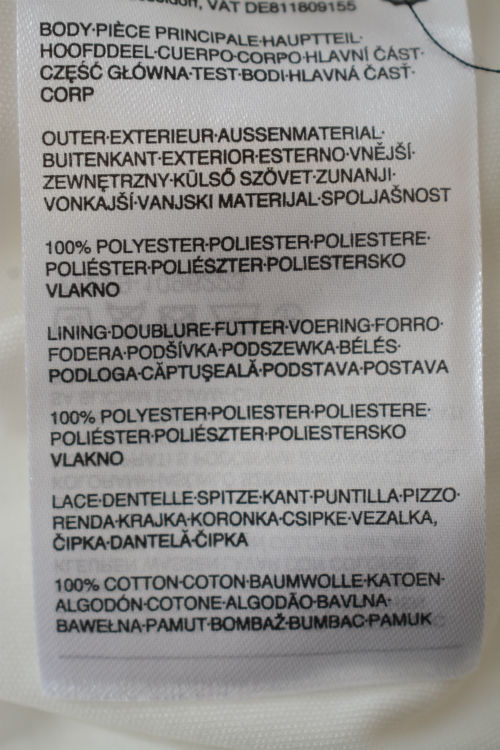 VAT DE811809155
BODY·PIÈCE PRINCIPALE·HAUPTTEIL·
HOOFDDEEL·CUERPO·CORPO·HLAVNÍ ČÁST·
CZĘŚĆ GŁÓWNA·TEST·BODI·HLAVNÁ ČASŤ·
CORP
OUTER·EXTERIEUR·AUSSENMATERIAL·
BUITENKANT·EXTERIOR·ESTERNO·VNĚJŠÍ·
ZEWNĘTRZNY·KÜLSŐ SZÖVET·ZUNANJI·
VONKAJŠÍ·VANJSKI MATERIJAL·SPOLJAŠNOST
100% POLYESTER·POLIESTER·POLIESTERE·
POLIÉSTER·POLIÉSZTER·POLIESTERSKO
VLAKNO
LINING·DOUBLURE·FUTTER·VOERING·FORRO·
FODERA·PODŠÍVKA·PODSZEWKA·BÉLÉS·
PODLOGA·CĂPTUŞEALĂ·PODSTAVA·POSTAVA
100% POLYESTER·POLIESTER·POLIESTERE·
POLIÉSTER·POLIÉSZTER·POLIESTERSKO
VLAKNO
LACE·DENTELLE·SPITZE·KANT·PUNTILLA·PIZZO·
RENDA·KRAJKA·KORONKA·CSIPKE·VEZALKA,
ČIPKA·DANTELĂ·ČIPKA
100% COTTON·COTON·BAUMWOLLE·KATOEN·
ALGODÓN·COTONE·ALGODÃO·BAVLNA·
BAWEŁNA·PAMUT·BOMBAŽ·BUMBAC·PAMUK